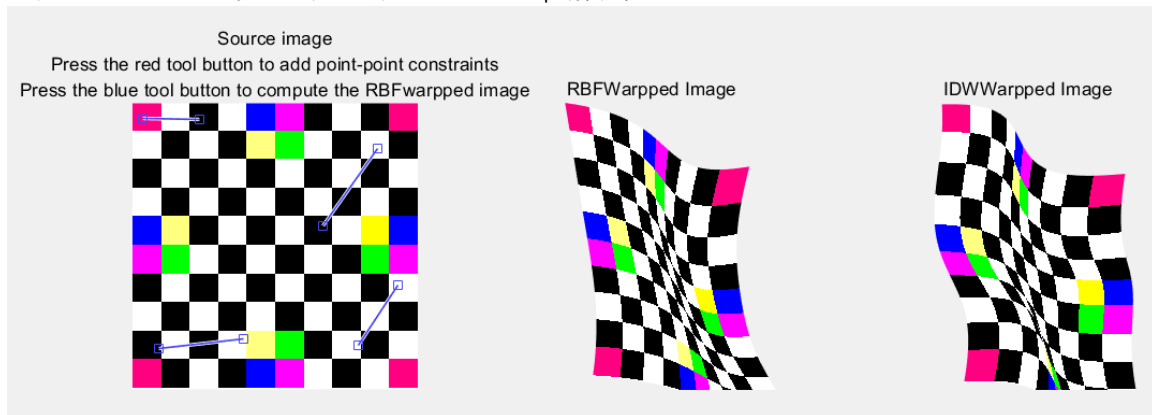 Source image
Press the red tool button to add point-point constraints
Press the blue tool button to compute the RBFwarpped image
RBFWarpped Image
IDWWarpped Image